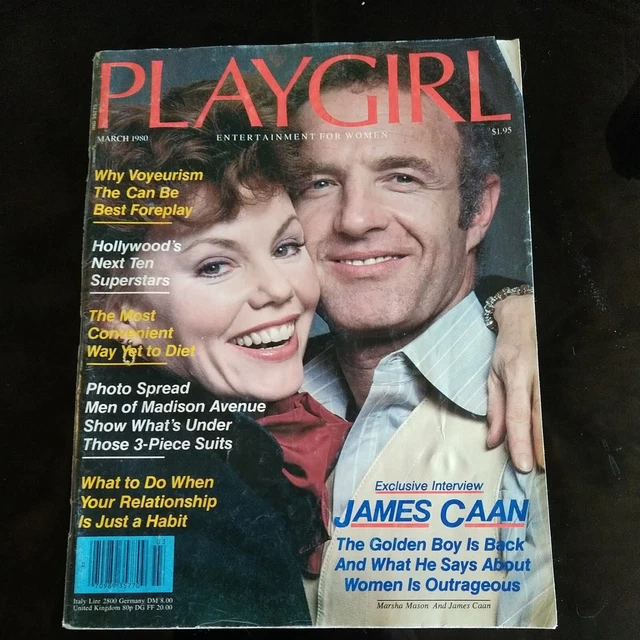 PLAYGIRL
MARCH 1980
ENTERTAINMENT FOR WOMEN
$1.95
Why Voyeurism
The Can Be
Best Foreplay
Hollywood's
Next Ten
Superstars
The Most
Convenient
Way Yet to Diet
Photo Spread
Men of Madison Avenue
Show What's Under
Those 3-Piece Suits
What to Do When
Your Relationship
Is Just a Habit
Exclusive Interview
JAMES CAAN
The Golden Boy Is Back
And What He Says About
Women Is Outrageous
Marsha Mason And James Caan
Italy Lire 2800 Germany DM 8.00
United Kingdom 80p DG FF 20.00